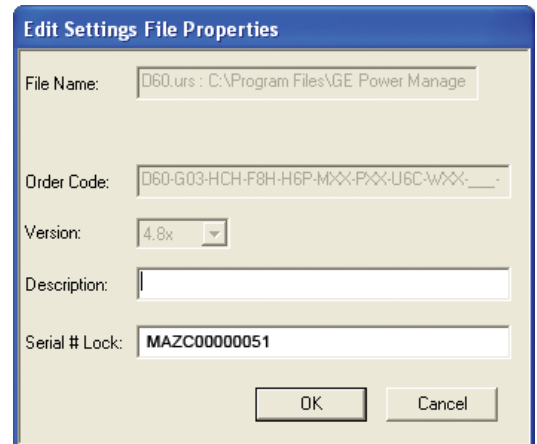 Edit Settings File Properties
File Name: D60.urs : C:\Program Files\GE Power Manage
Order Code: D60-G03-HCH-F8H-H6P-MXX-PXX-U6C-WXX-___-
Version: 4.8x
Description:
Serial # Lock: MAZC00000051
OK Cancel